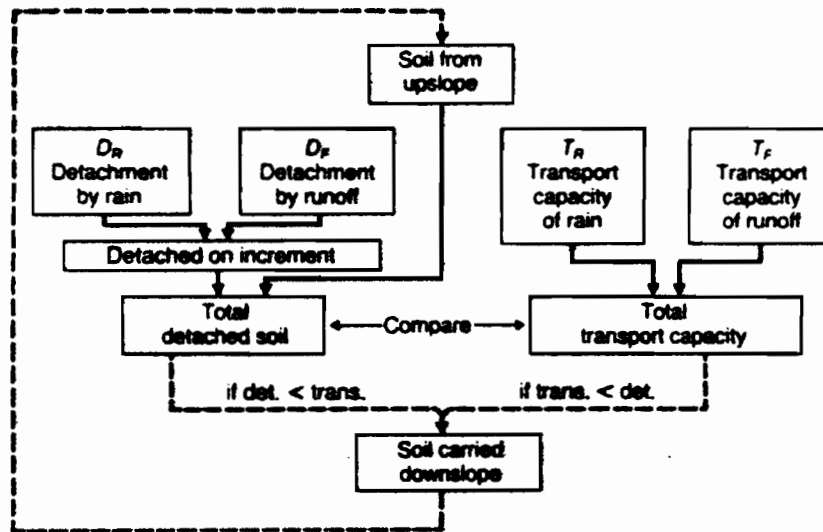 Soil from
upslope
D_R
Detachment
by rain
D_F
Detachment
by runoff
T_R
Transport
capacity
of rain
T_F
Transport
capacity
of runoff
Detached on increment
Total
detached soil
Compare
Total
transport capacity
if det. < trans.
if trans. < det.
Soil carried
downslope